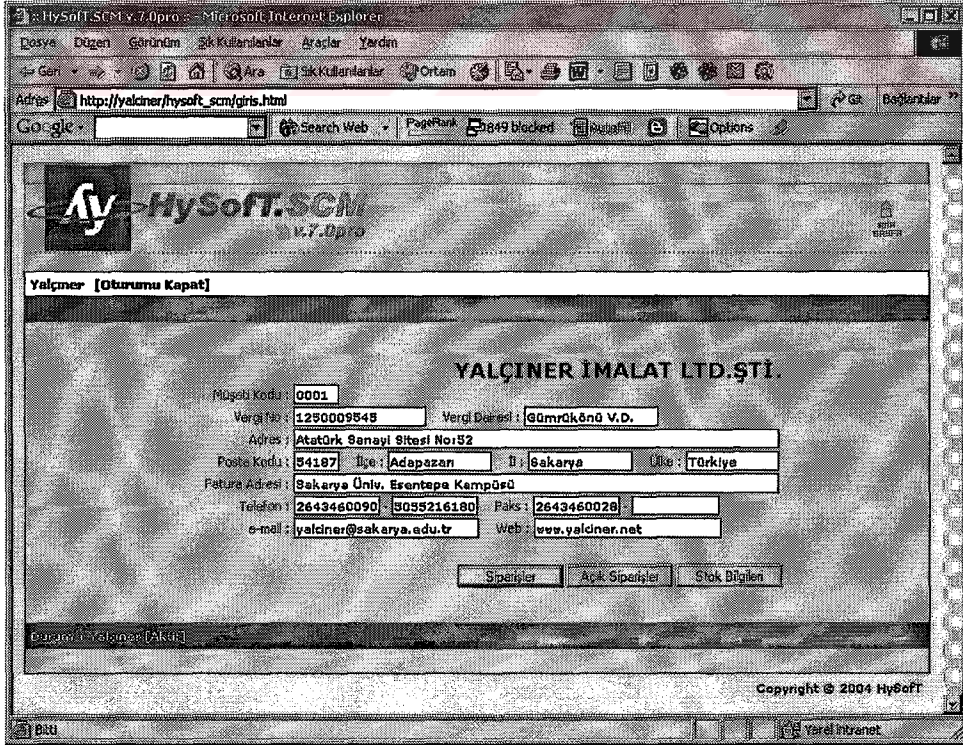 :: HySofT.SCM v.7.0pro :: - Microsoft Internet Explorer
Dosya Düzen Görünüm Sık Kullanılanlar Araçlar Yardım
Geri Ara Sık Kullanılanlar Ortam
Adres http://yalciner/hysoft_scm/giris.html Git Bağlantılar
Google Search Web PageRank 2849 blocked AutoFill Options
HySofT.SCM
v.7.0pro
Yalçıner [Oturumu Kapat]
YALÇINER İMALAT LTD.ŞTİ.
Müşteri Kodu : 0001
Vergi No : 1250009545 Vergi Dairesi : Gümrükönü V.D.
Adres : Atatürk Sanayi Sitesi No:52
Posta Kodu : 54187 İlçe : Adapazarı İl : Sakarya Ülke : Türkiye
Fatura Adresi : Sakarya Üniv. Esentepe Kampüsü
Telefon : 2643460090 - 5055216180 Faks : 2643460028 -
e-mail : yalciner@sakarya.edu.tr Web : www.yalciner.net
Siparişler Açık Siparişler Stok Bilgileri
Durum : Yalçıner [Aktif]
Copyright © 2004 HySofT
Bitti Yerel intranet